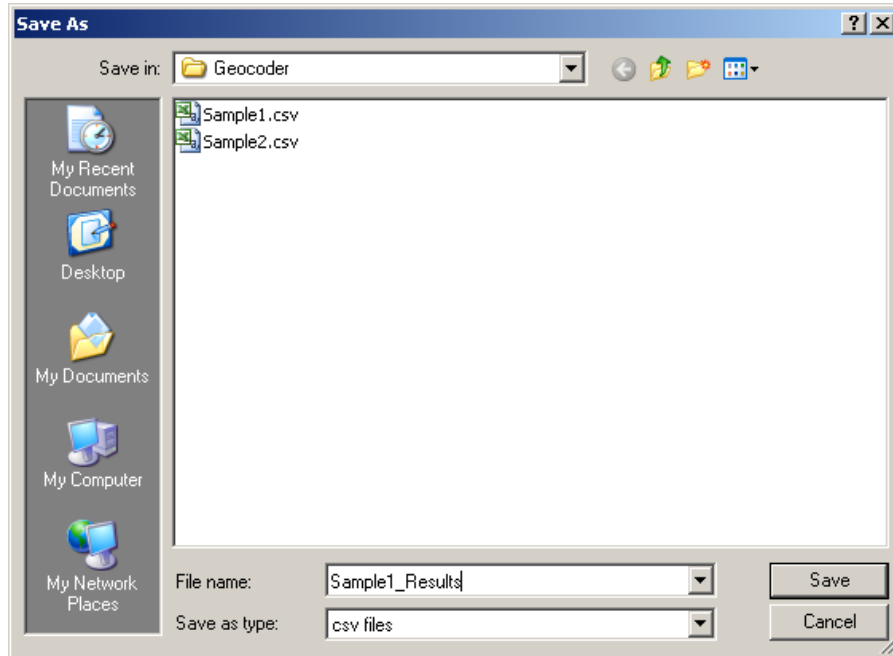 Save As
Save in: Geocoder
Sample1.csv
Sample2.csv
My Recent
Documents
Desktop
My Documents
My Computer
My Network
Places
File name: Sample1_Results Save
Save as type: csv files Cancel